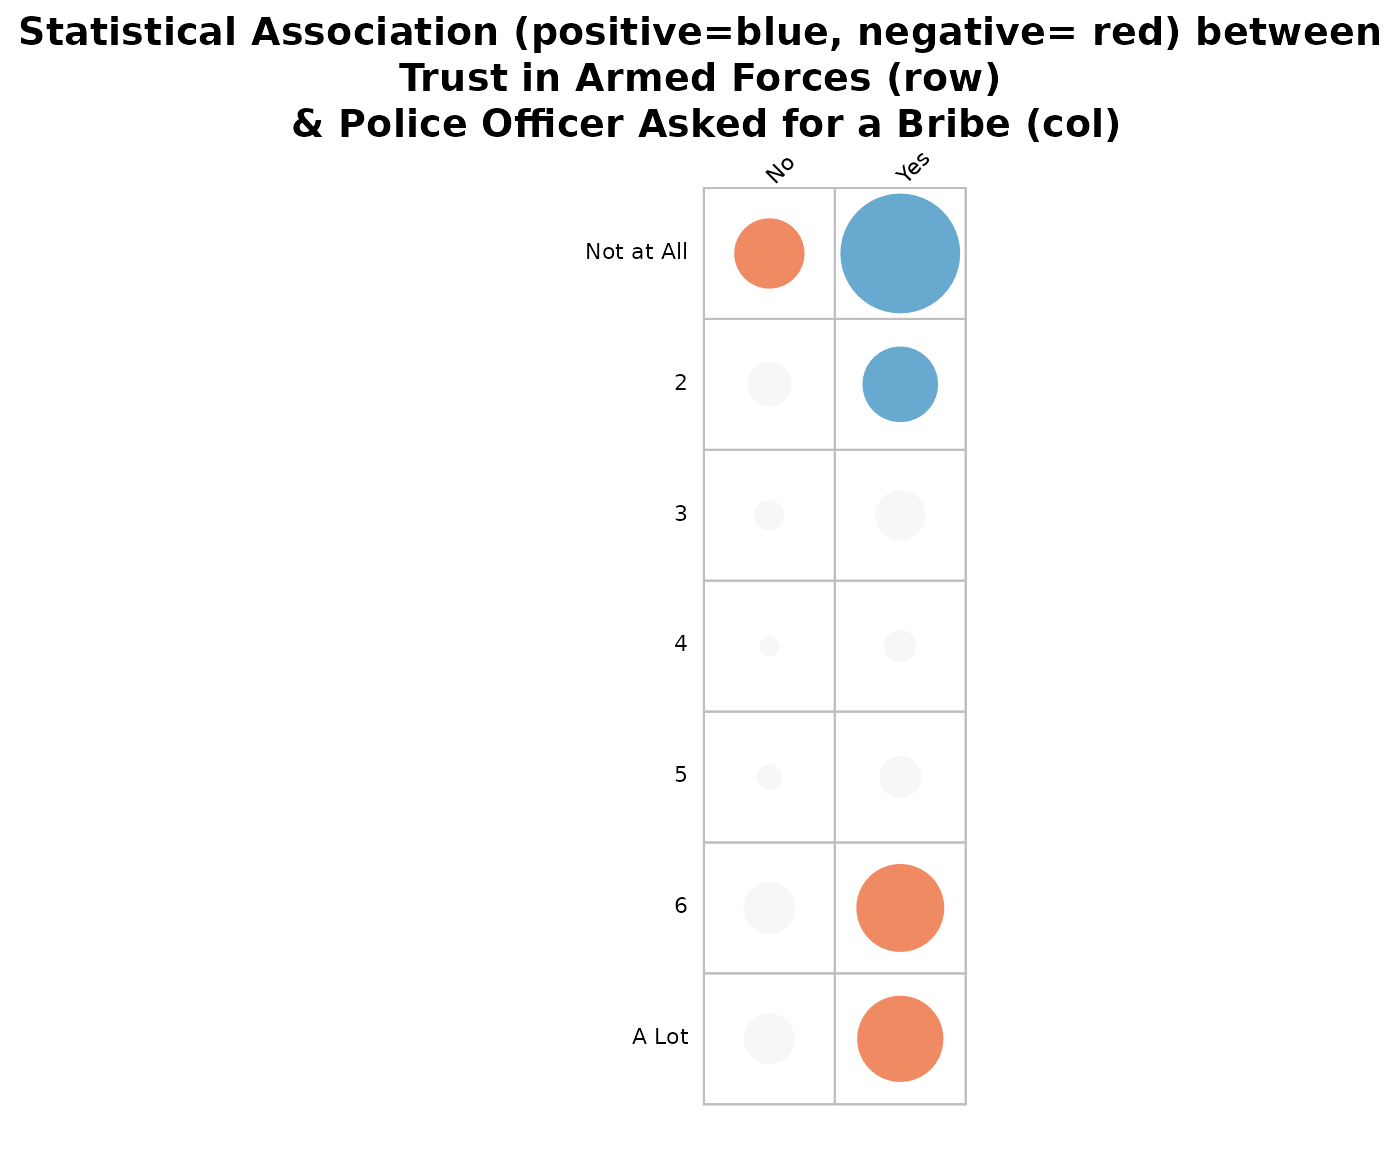 Statistical Association (positive=blue, negative= red) between
Trust in Armed Forces (row)
& Police Officer Asked for a Bribe (col)
No Yes
Not at All
2
3
4
5
6
A Lot